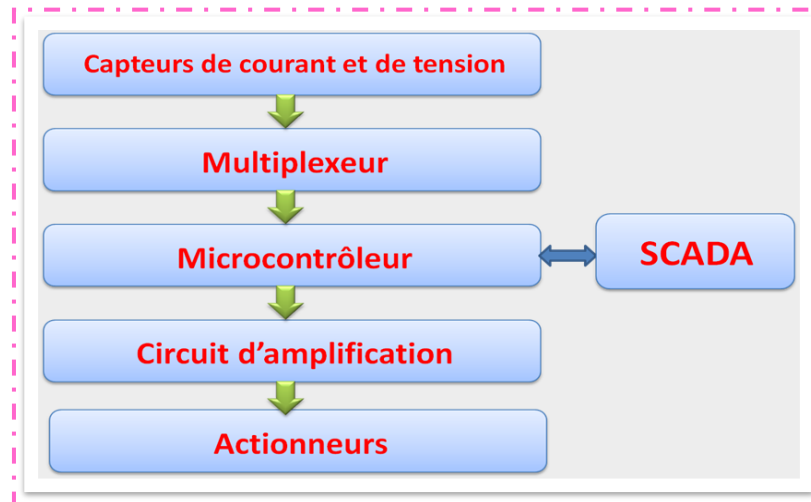 Capteurs de courant et de tension
Multiplexeur
Microcontrôleur
SCADA
Circuit d’amplification
Actionneurs